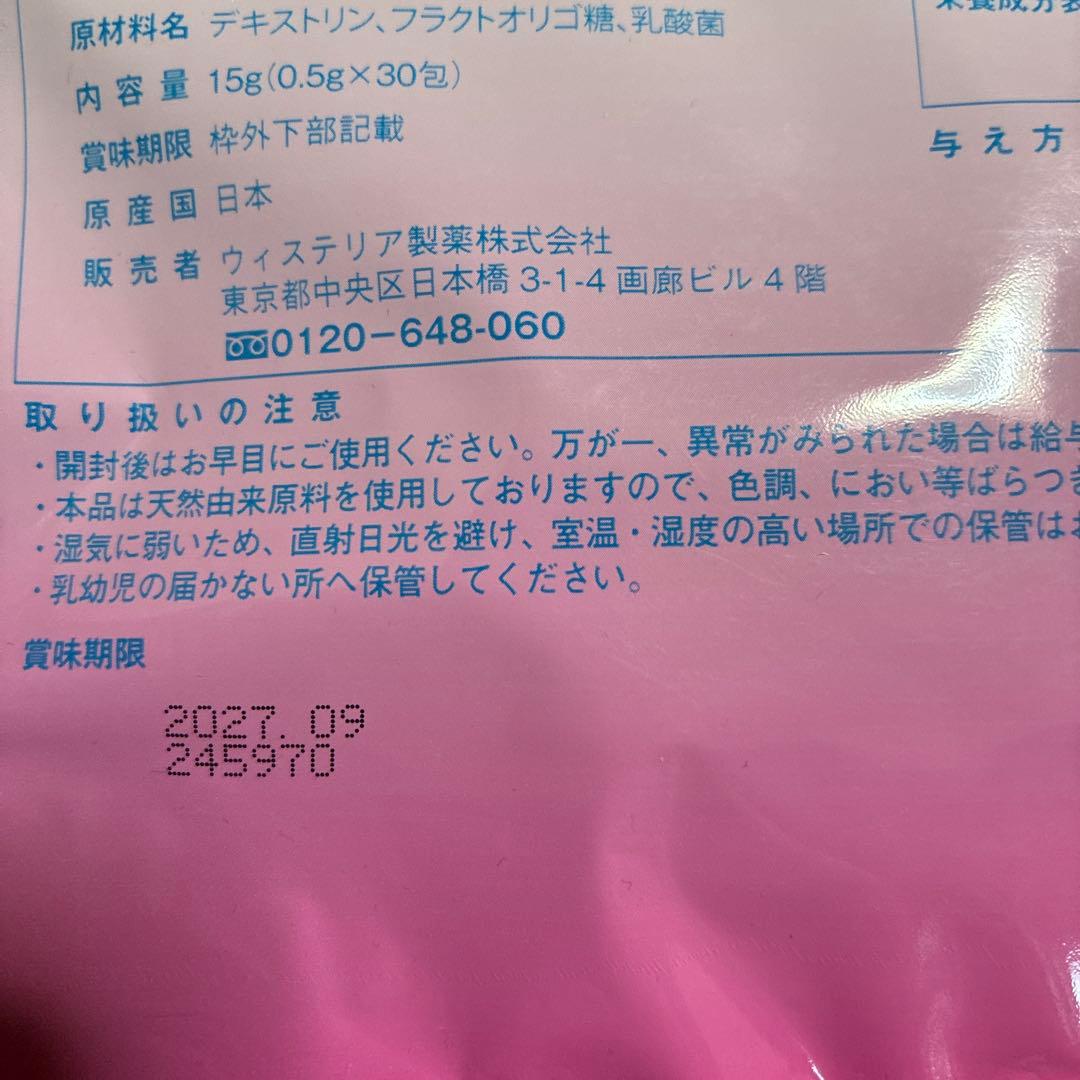 原材料名 デキストリン、フラクトオリゴ糖、乳酸菌
内容量 15g(0.5g×30包)
賞味期限 枠外下部記載
原産国 日本
販売者 ウィステリア製薬株式会社
東京都中央区日本橋 3-1-4 画廊ビル 4 階
0120-648-060
栄養成分表
与え方
取り扱いの注意
・開封後はお早目にご使用ください。万が一、異常がみられた場合は給与
・本品は天然由来原料を使用しておりますので、色調、におい等ばらつき
・湿気に弱いため、直射日光を避け、室温・湿度の高い場所での保管はお
・乳幼児の届かない所へ保管してください。
賞味期限
2027.09
245970